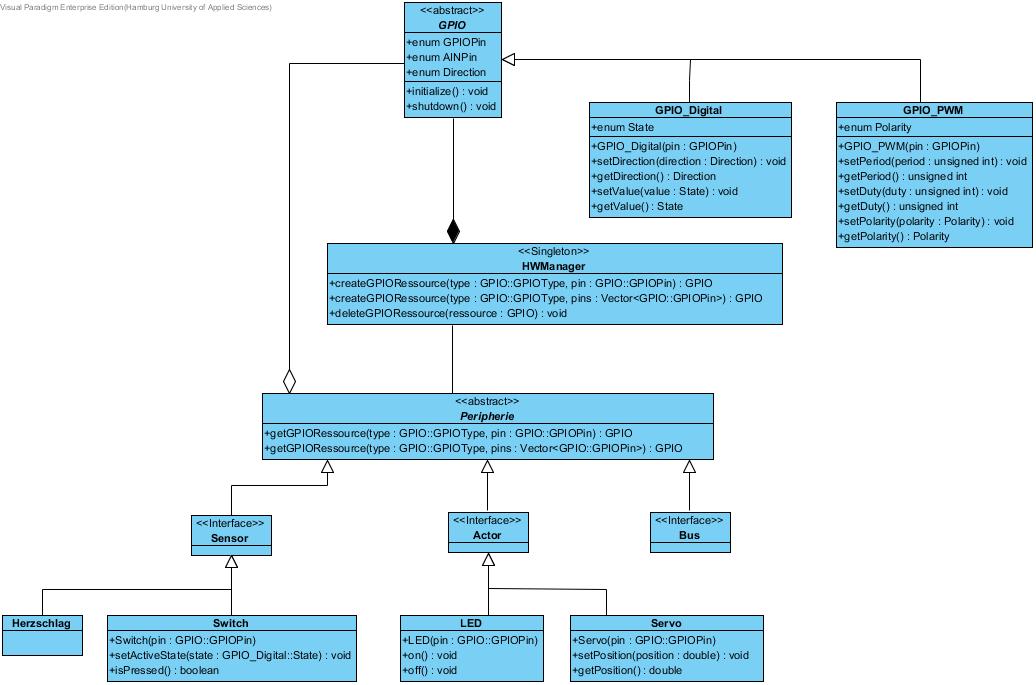 Visual Paradigm Enterprise Edition(Hamburg University of Applied Sciences)
<<abstract>>
GPIO
+enum GPIOPin
+enum AINPin
+enum Direction
+initialize() : void
+shutdown() : void
GPIO_Digital
+enum State
+GPIO_Digital(pin : GPIOPin)
+setDirection(direction : Direction) : void
+getDirection() : Direction
+setValue(value : State) : void
+getValue() : State
GPIO_PWM
+enum Polarity
+GPIO_PWM(pin : GPIOPin)
+setPeriod(period : unsigned int) : void
+getPeriod() : unsigned int
+setDuty(duty : unsigned int) : void
+getDuty() : unsigned int
+setPolarity(polarity : Polarity) : void
+getPolarity() : Polarity
<<Singleton>>
HWManager
+createGPIORessource(type : GPIO::GPIOType, pin : GPIO::GPIOPin) : GPIO
+createGPIORessource(type : GPIO::GPIOType, pins : Vector<GPIO::GPIOPin>) : GPIO
+deleteGPIORessource(ressource : GPIO) : void
<<abstract>>
Peripherie
+getGPIORessource(type : GPIO::GPIOType, pin : GPIO::GPIOPin) : GPIO
+getGPIORessource(type : GPIO::GPIOType, pins : Vector<GPIO::GPIOPin>) : GPIO
<<Interface>>
Sensor
<<Interface>>
Actor
<<Interface>>
Bus
Herzschlag
Switch
+Switch(pin : GPIO::GPIOPin)
+setActiveState(state : GPIO_Digital::State) : void
+isPressed() : boolean
LED
+LED(pin : GPIO::GPIOPin)
+on() : void
+off() : void
Servo
+Servo(pin : GPIO::GPIOPin)
+setPosition(position : double) : void
+getPosition() : double